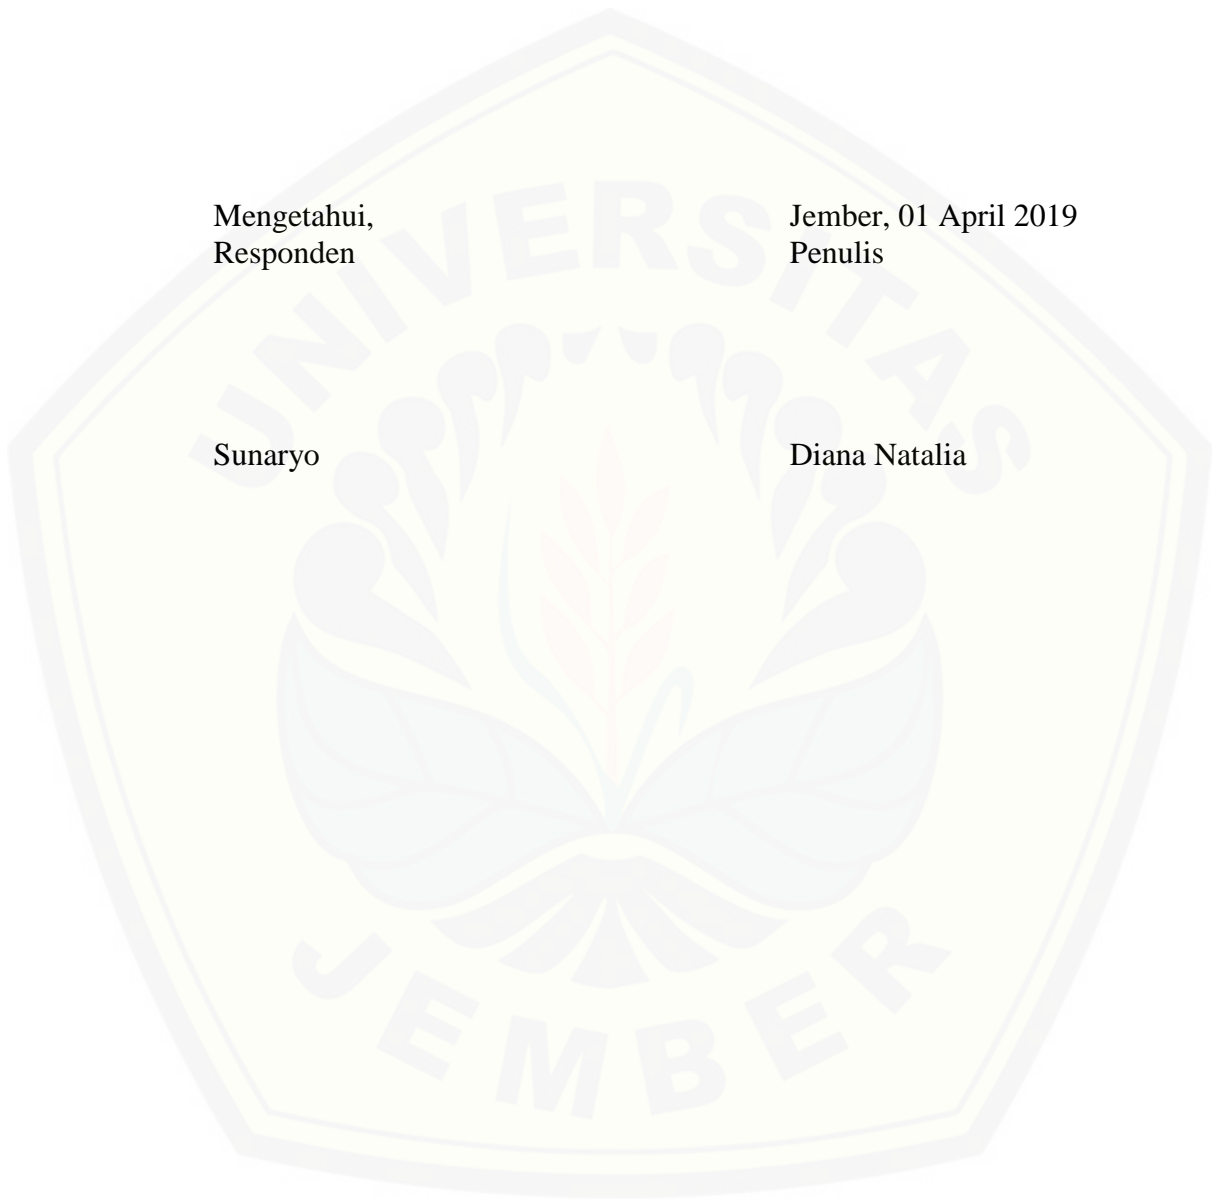 Mengetahui,
Responden
Jember, 01 April 2019
Penulis
Sunaryo
Diana Natalia
UNIVERSITAS
JEMBER